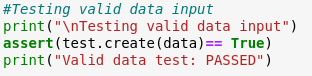 #Testing valid data input
print("\nTesting valid data input")
assert(test.create(data)== True)
print("Valid data test: PASSED")